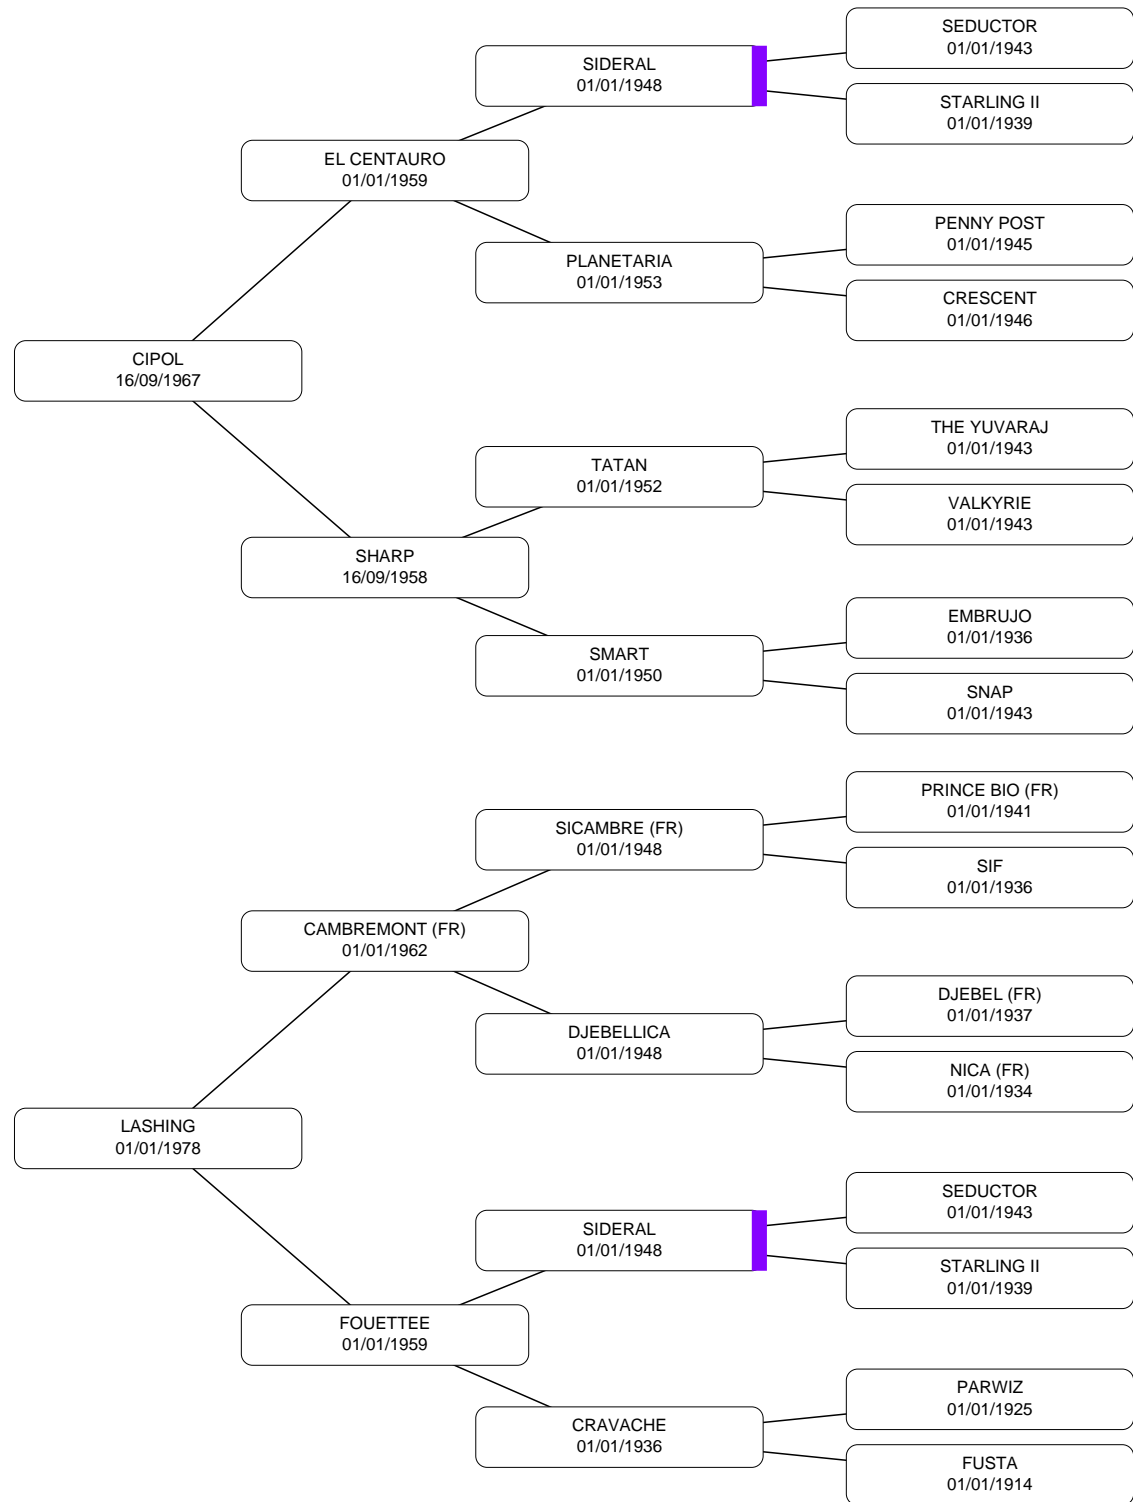 SEDUCTOR
01/01/1943
SIDERAL
01/01/1948
STARLING II
01/01/1939
EL CENTAURO
01/01/1959
PENNY POST
01/01/1945
PLANETARIA
01/01/1953
CRESCENT
01/01/1946
CIPOL
16/09/1967
THE YUVARAJ
01/01/1943
TATAN
01/01/1952
VALKYRIE
01/01/1943
SHARP
16/09/1958
EMBRUJO
01/01/1936
SMART
01/01/1950
SNAP
01/01/1943
PRINCE BIO (FR)
01/01/1941
SICAMBRE (FR)
01/01/1948
SIF
01/01/1936
CAMBREMONT (FR)
01/01/1962
DJEBEL (FR)
01/01/1937
DJEBELLICA
01/01/1948
NICA (FR)
01/01/1934
LASHING
01/01/1978
SEDUCTOR
01/01/1943
SIDERAL
01/01/1948
STARLING II
01/01/1939
FOUETTEE
01/01/1959
PARWIZ
01/01/1925
CRAVACHE
01/01/1936
FUSTA
01/01/1914